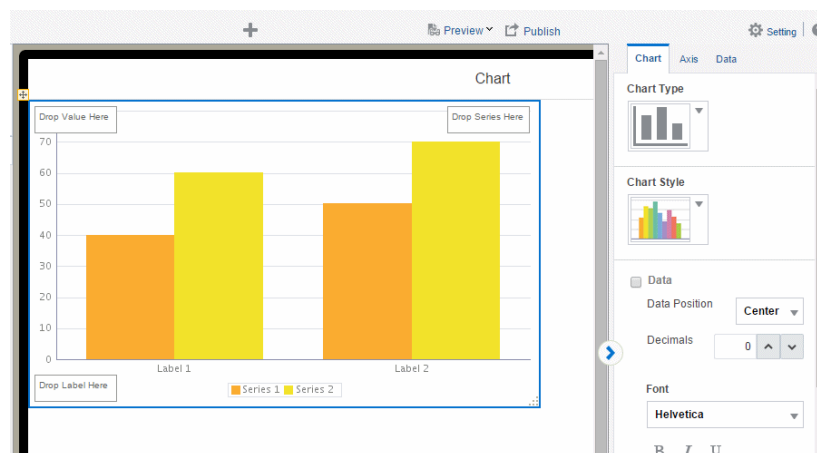 Preview Publish Setting
Chart
Chart Axis Data
Drop Value Here
Drop Series Here
70
60
50
40
30
20
10
0
Label 1 Label 2
Drop Label Here
Series 1 Series 2
Chart Type
Chart Style
Data
Data Position Center
Decimals 0
Font
Helvetica
B I U